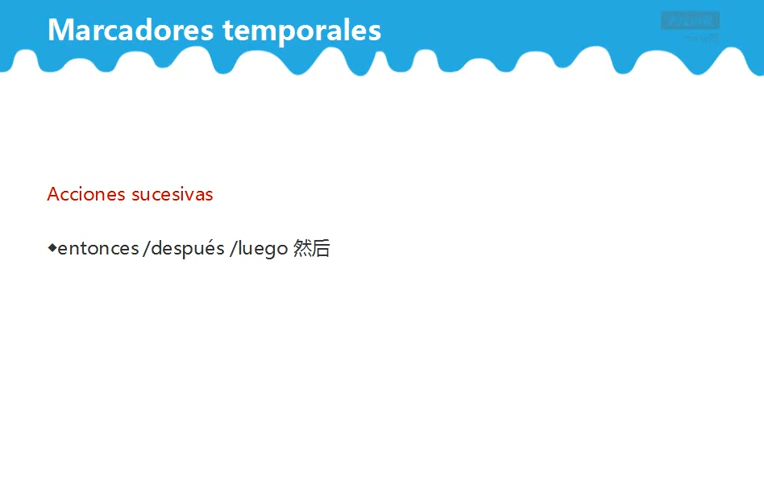 Marcadores temporales
Acciones sucesivas
◆entonces /después /luego 然后